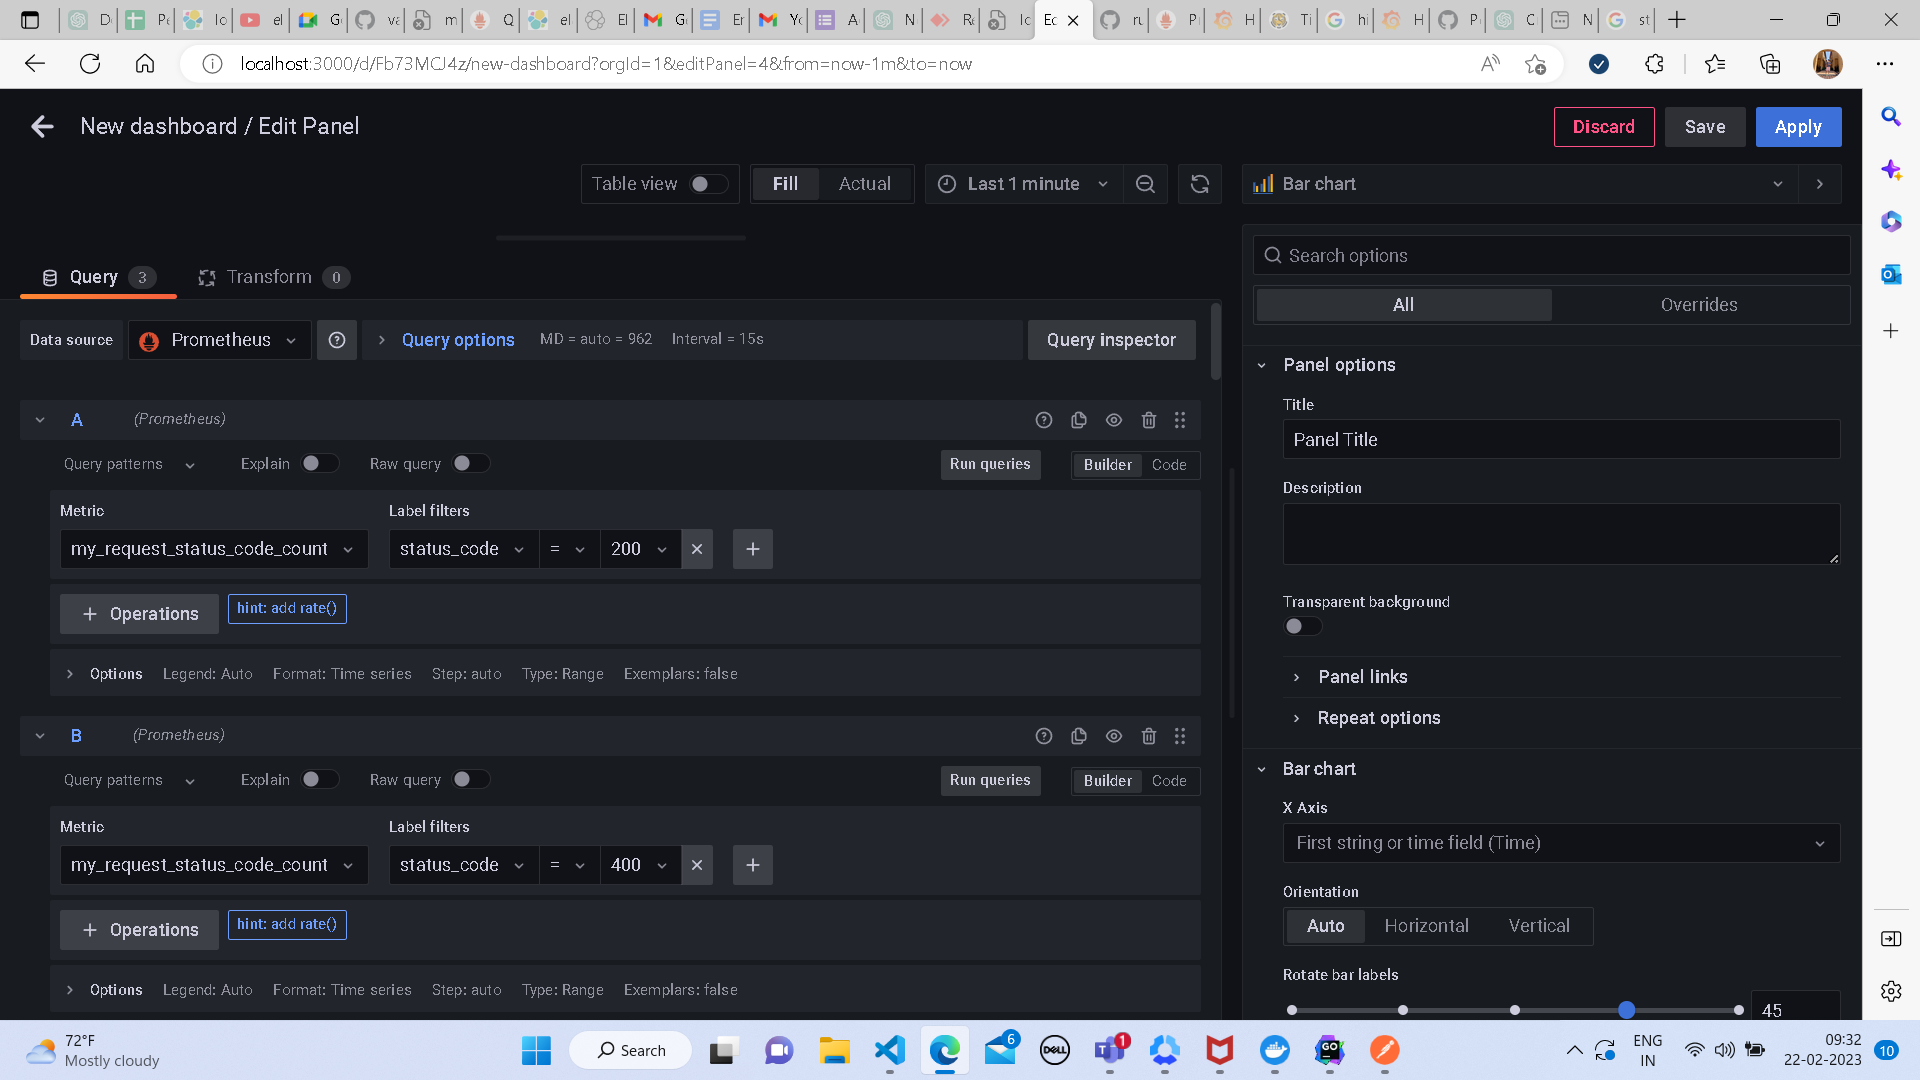 localhost:3000/d/Fb73MCJ4z/new-dashboard?orgId=1&editPanel=4&from=now-1m&to=now
New dashboard / Edit Panel
Discard
Save
Apply
Table view
Fill
Actual
Last 1 minute
Bar chart
Search options
All
Overrides
Query 3
Transform 0
Data source
Prometheus
Query options
MD = auto = 962
Interval = 15s
Query inspector
A
(Prometheus)
Query patterns
Explain
Raw query
Run queries
Builder
Code
Metric
Label filters
my_request_status_code_count
status_code
=
200
+ Operations
hint: add rate()
Options
Legend: Auto
Format: Time series
Step: auto
Type: Range
Exemplars: false
B
(Prometheus)
Query patterns
Explain
Raw query
Run queries
Builder
Code
Metric
Label filters
my_request_status_code_count
status_code
=
400
+ Operations
hint: add rate()
Options
Legend: Auto
Format: Time series
Step: auto
Type: Range
Exemplars: false
Panel options
Title
Panel Title
Description
Transparent background
Panel links
Repeat options
Bar chart
X Axis
First string or time field (Time)
Orientation
Auto
Horizontal
Vertical
Rotate bar labels
45
72°F
Mostly cloudy
Search
6
DELL
1
GO
ENG
IN
09:32
22-02-2023
10